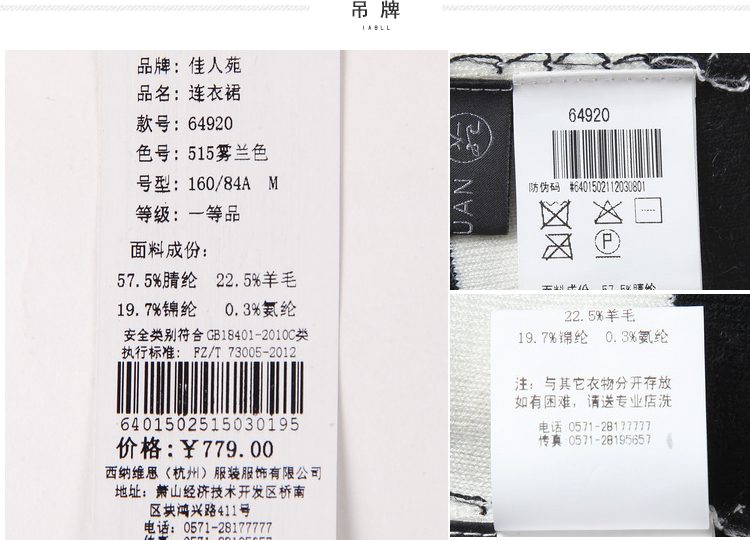 吊牌
品牌：佳人苑
品名：连衣裙
款号：64920
色号：515雾兰色
号型：160/84A M
等级：一等品
面料成份：
57.5%腈纶 22.5%羊毛
19.7%锦纶 0.3%氨纶
安全类别符合GB18401-2010C类
执行标准： FZ/T 73005-2012
6401502515030195
价格：￥779.00
西纳维思（杭州）服装服饰有限公司
地址：萧山经济技术开发区桥南
区块鸿兴路411号
电话：0571-28177777
64920
防伪码 #6401502112030801
P
UAN
22.5%羊毛
19.7%锦纶 0.3%氨纶
注：与其它衣物分开存放
如有困难，请送专业店洗
电话 0571-28177777
传真 0571-28195657